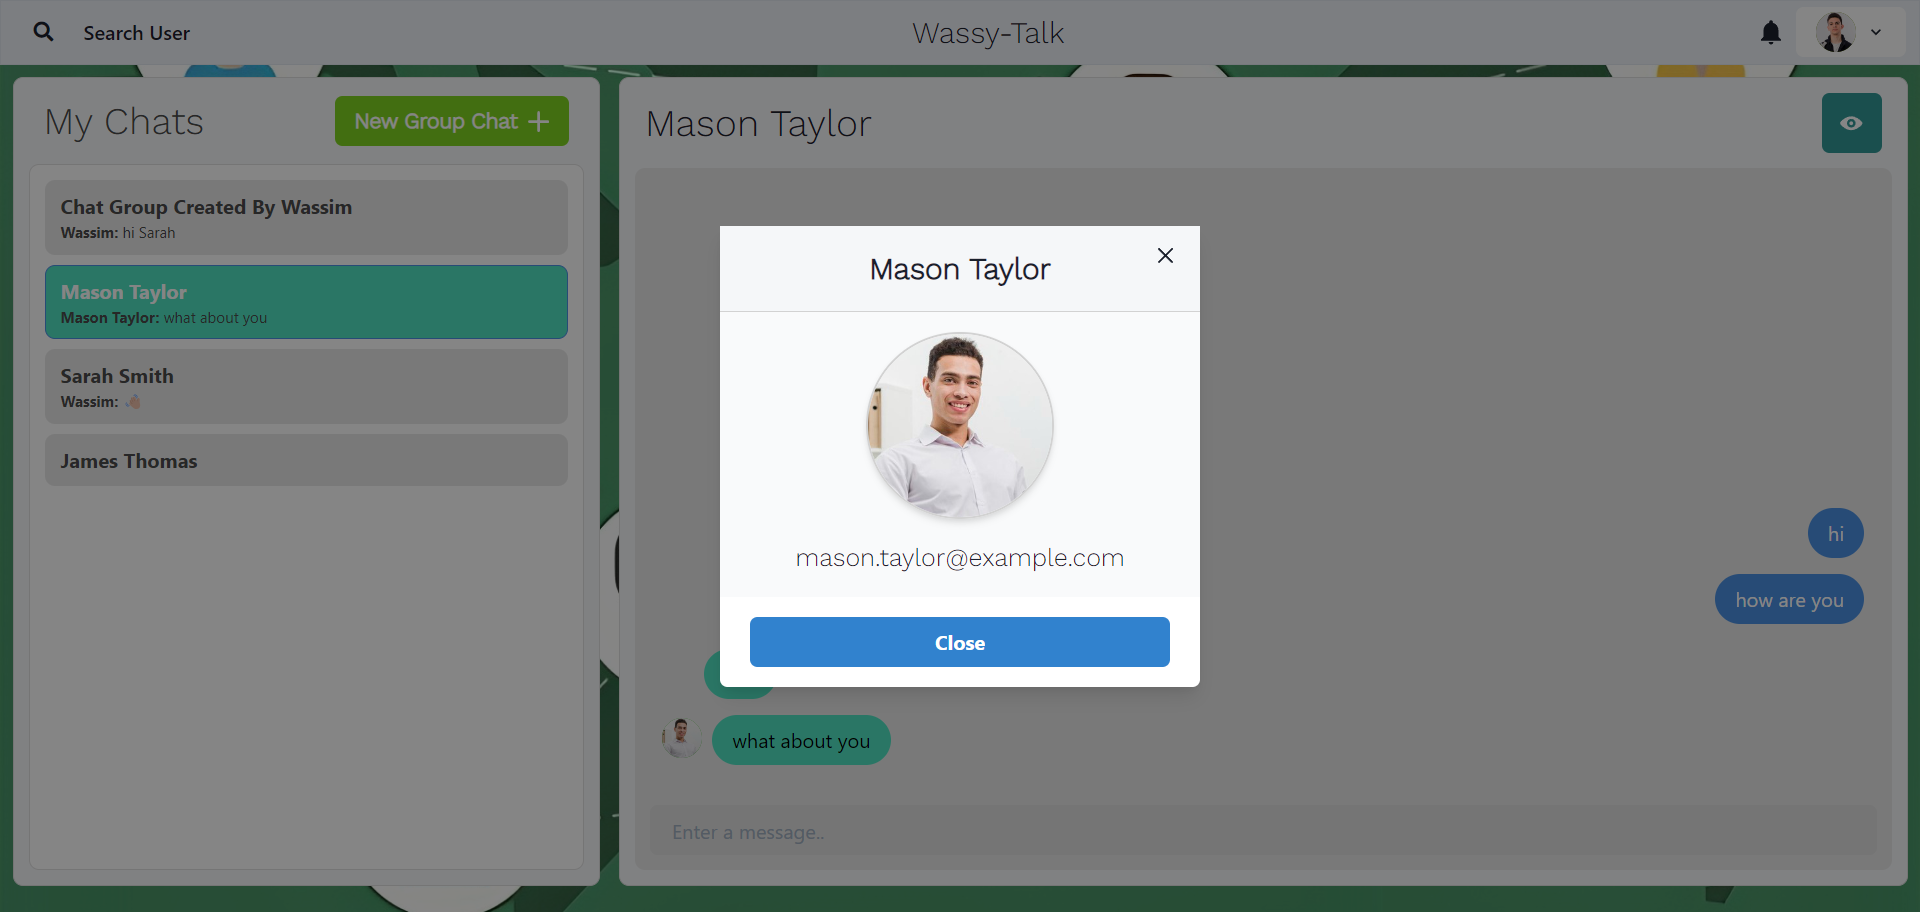 Search User
Wassy-Talk
My Chats
New Group Chat
Chat Group Created By Wassim
Wassim: hi Sarah
Mason Taylor
Mason Taylor: what about you
Sarah Smith
Wassim: 👋🏻
James Thomas
Mason Taylor
hi
how are you
what about you
Enter a message..
Mason Taylor
mason.taylor@example.com
Close